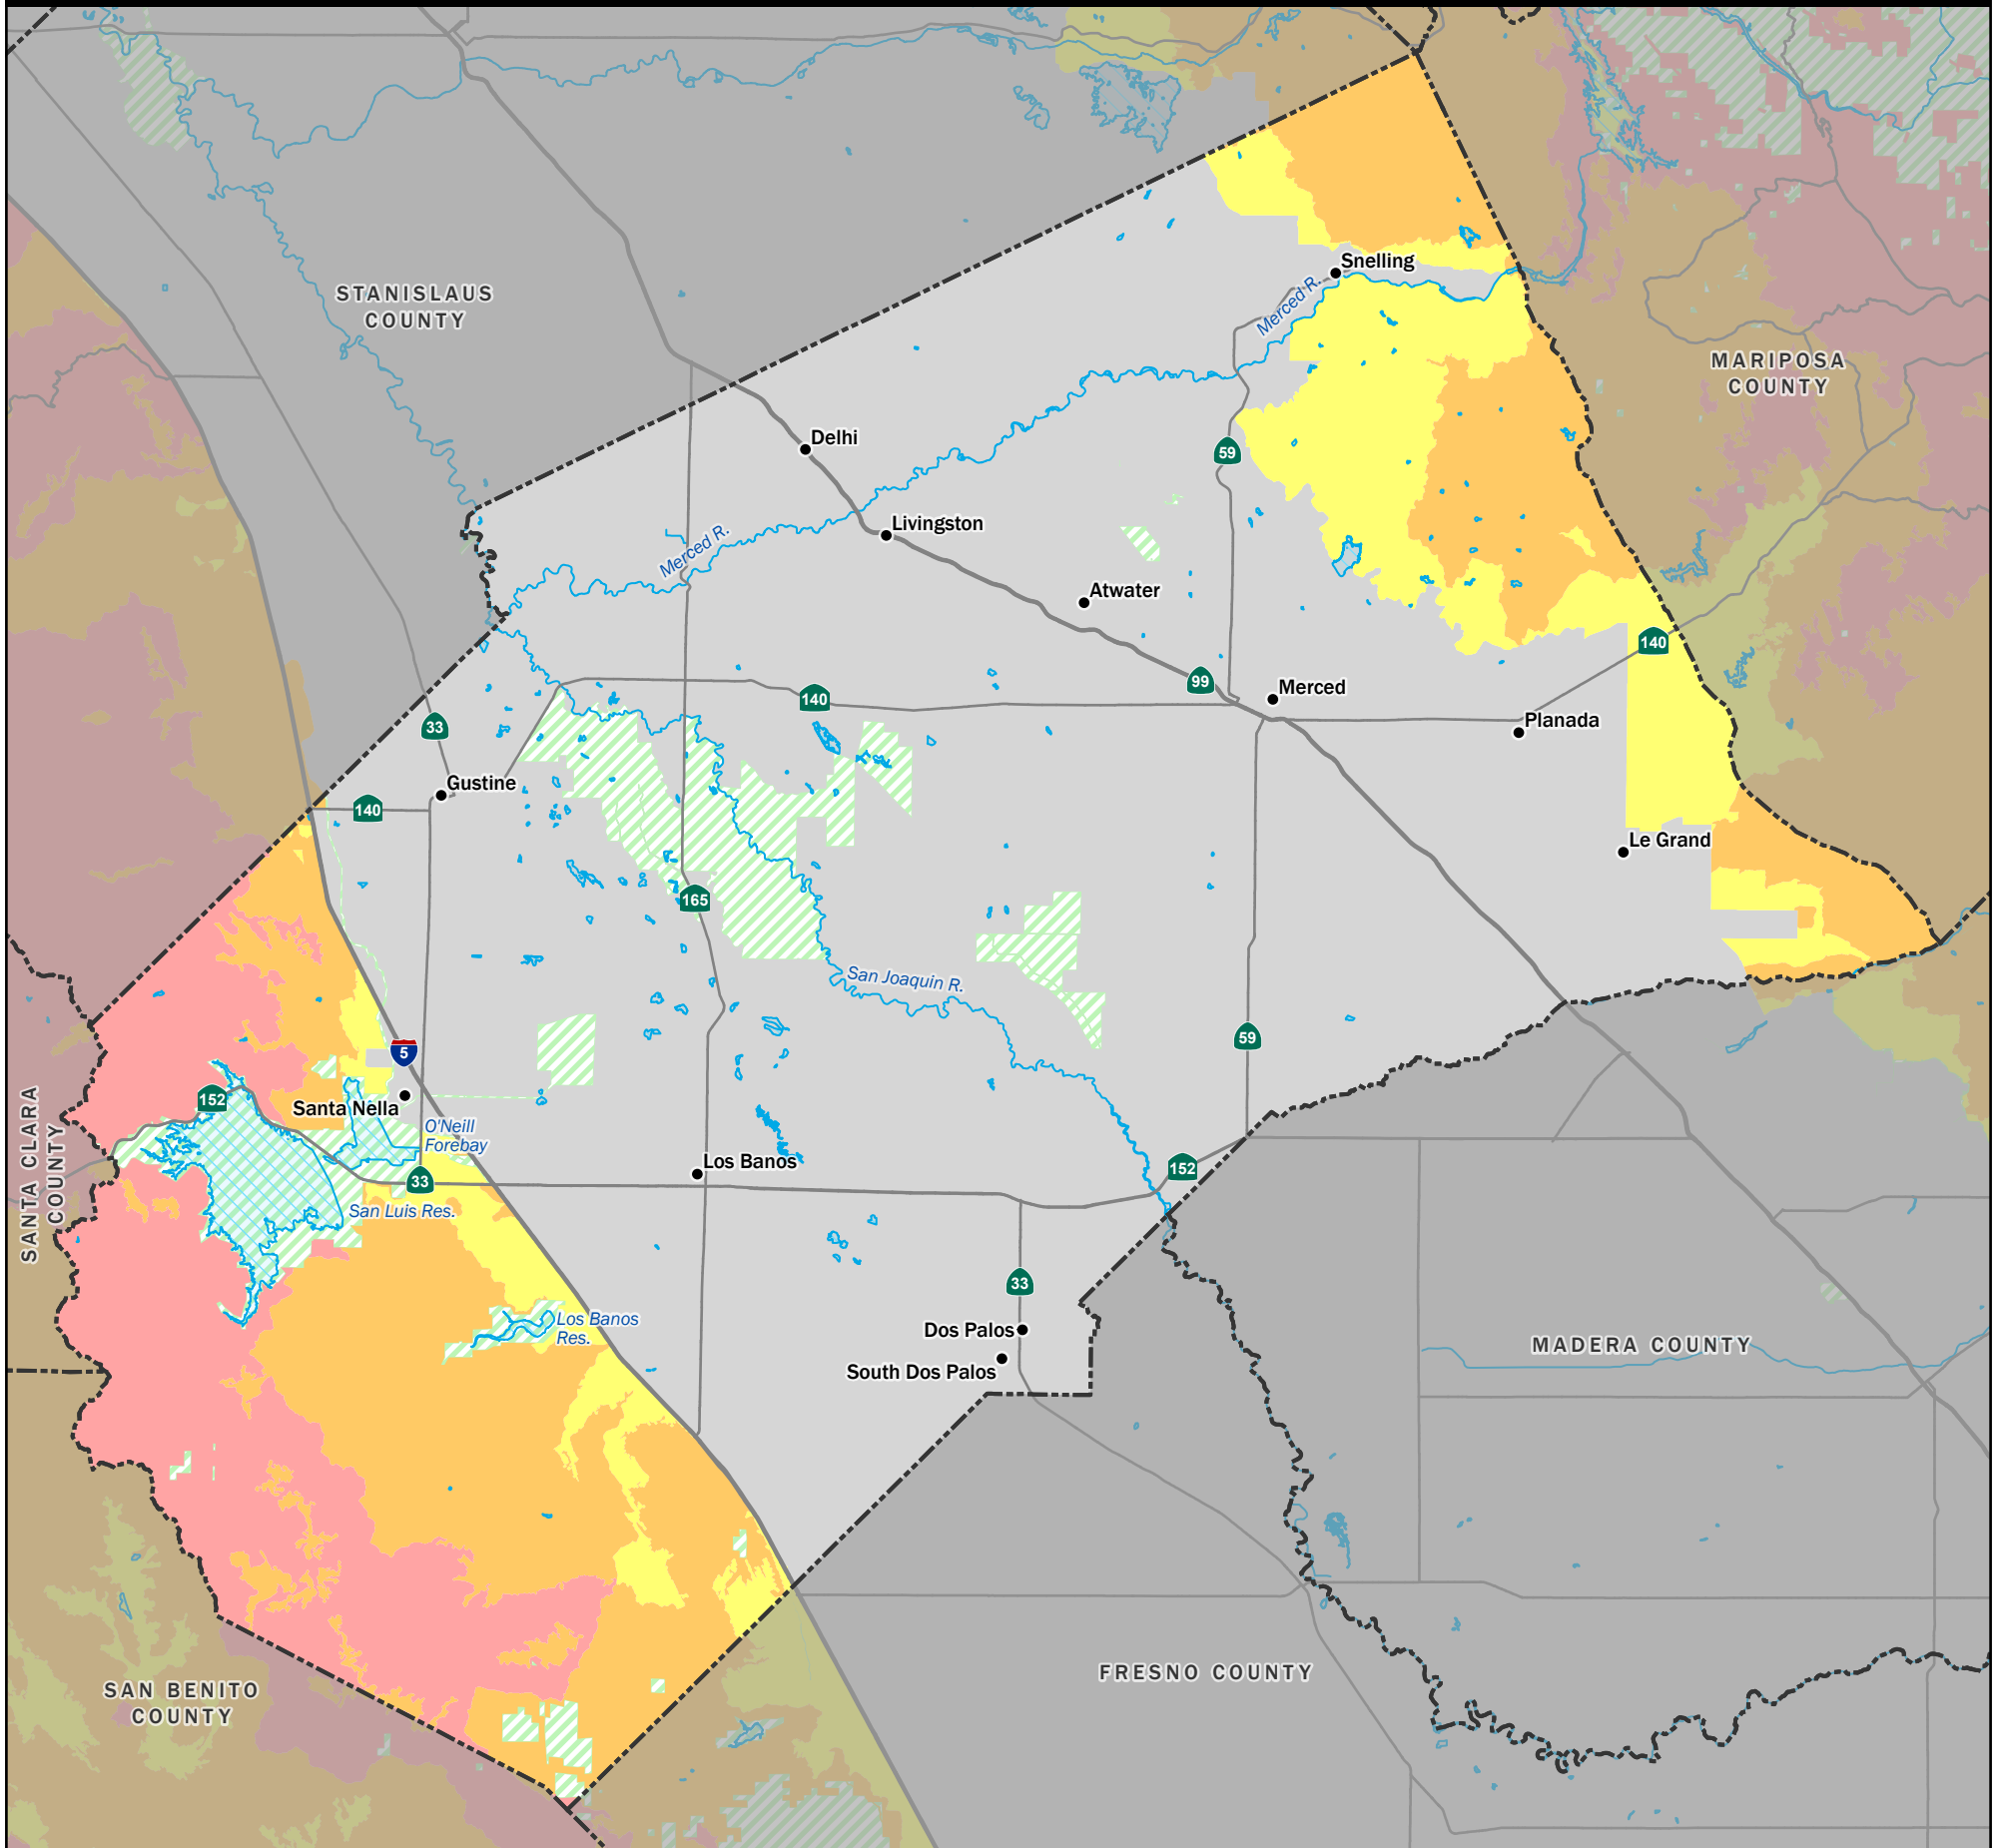 Snelling
Merced R.
STANISLAUS
COUNTY
MARIPOSA
COUNTY
Delhi
59
Livingston
Merced R.
Atwater
140
99
Merced
140
Planada
33
Gustine
140
Le Grand
165
San Joaquin R.
59
5
152
Santa Nella
O'Neill
Forebay
SANTA CLARA
COUNTY
Los Banos
152
33
San Luis Res.
33
Los Banos
Res.
Dos Palos
South Dos Palos
MADERA COUNTY
FRESNO COUNTY
SAN BENITO
COUNTY